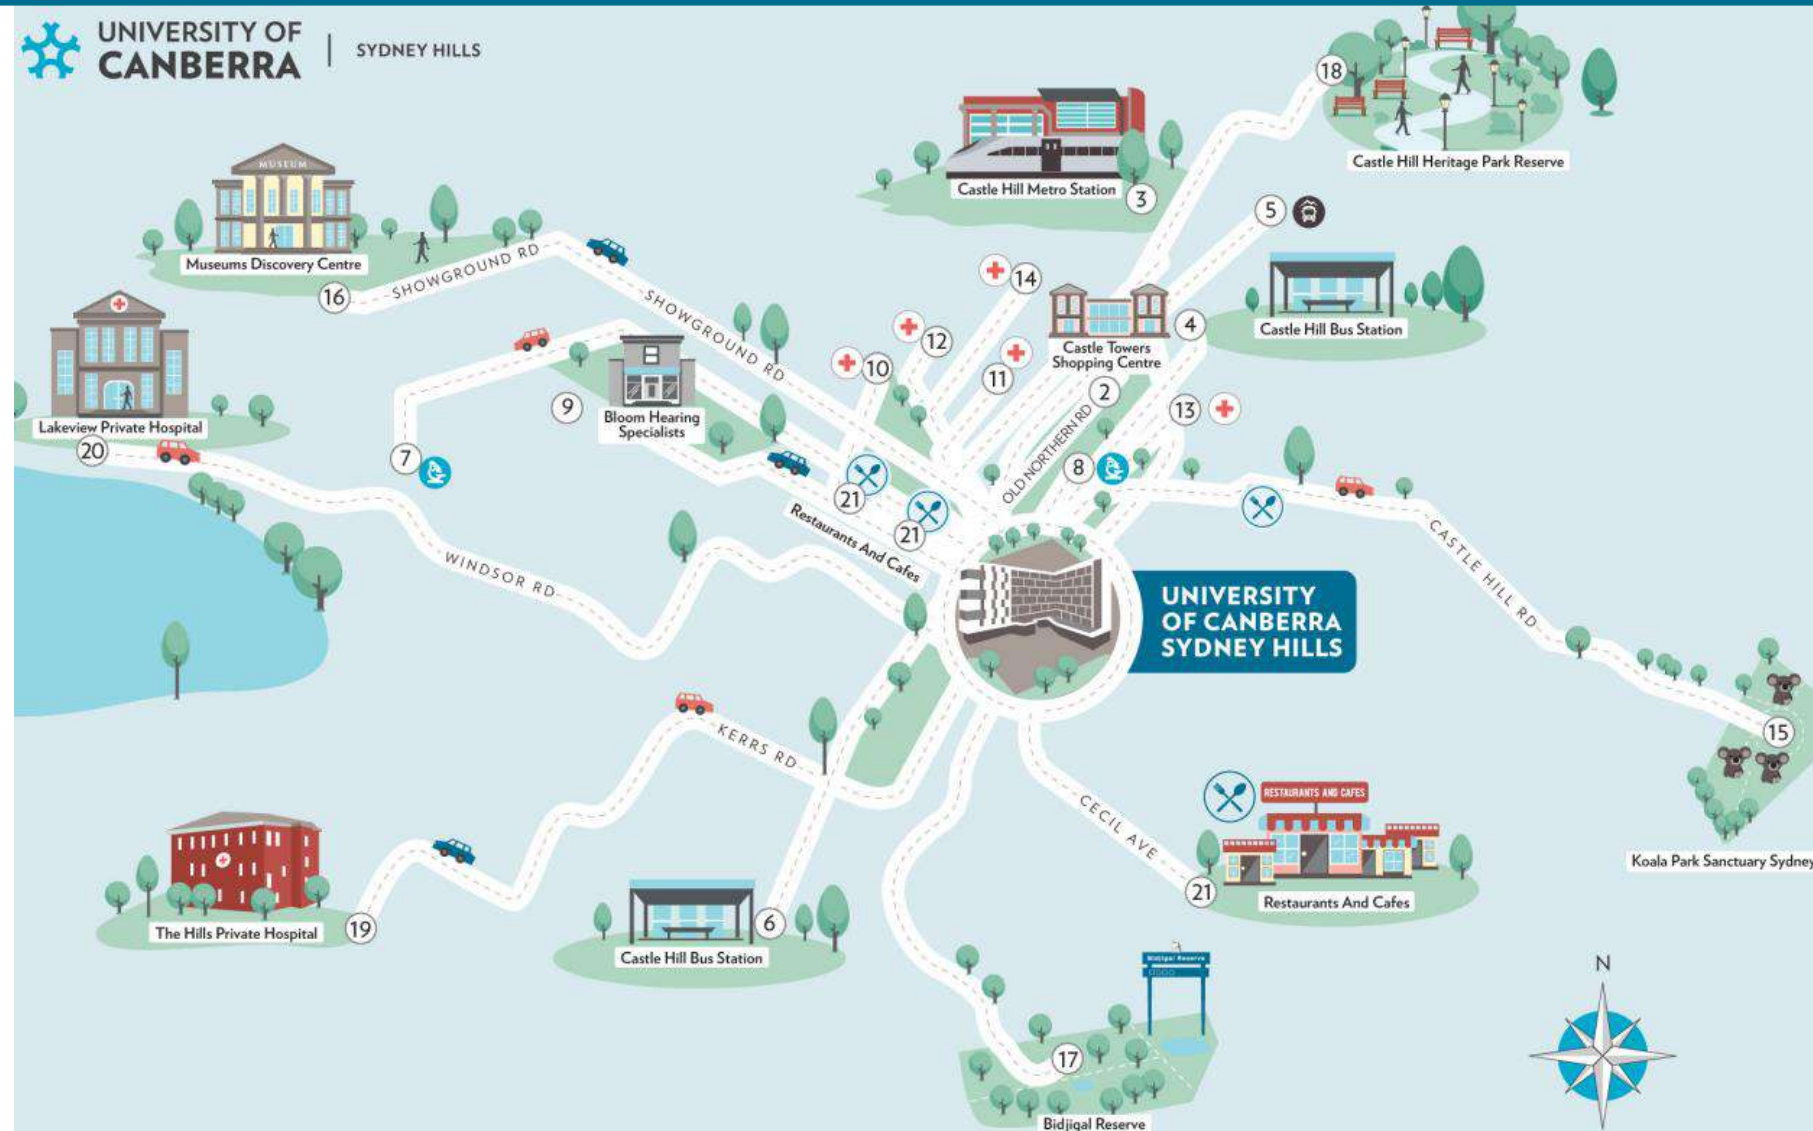 UNIVERSITY OF
CANBERRA
SYDNEY HILLS
18
Castle Hill Heritage Park Reserve
MUSEUM
Museums Discovery Centre
16
SHOWGROUND RD
SHOWGROUND RD
Castle Hill Metro Station
3
5
14
12
10
11
4
Castle Hill Bus Station
Castle Towers
Shopping Centre
2
13
OLD NORTHERN RD
8
Lakeview Private Hospital
20
9
Bloom Hearing
Specialists
7
21
21
Restaurants And Cafes
WINDSOR RD
CASTLE HILL RD
UNIVERSITY
OF CANBERRA
SYDNEY HILLS
15
Koala Park Sanctuary Sydney
KERRS RD
CECIL AVE
RESTAURANTS AND CAFES
21
Restaurants And Cafes
The Hills Private Hospital
19
6
Castle Hill Bus Station
Bidjigal Reserve
17
Bidjigal Reserve
N